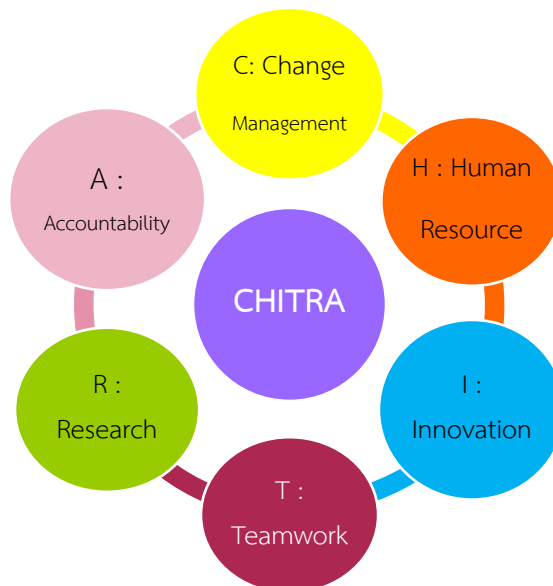 C: Change
Management
H : Human
Resource
I :
Innovation
T :
Teamwork
R :
Research
A :
Accountability
CHITRA